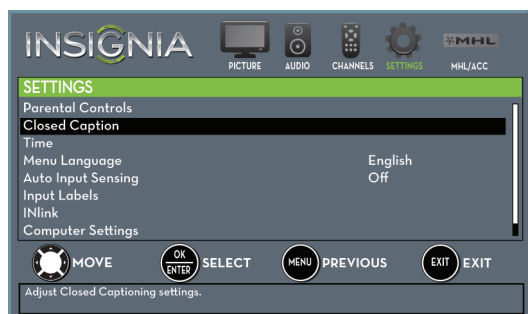 INSIGNIA
PICTURE AUDIO CHANNELS SETTINGS MHL MHL/ACC
SETTINGS
Parental Controls
Closed Caption
Time
Menu Language English
Auto Input Sensing Off
Input Labels
INlink
Computer Settings
MOVE OK ENTER SELECT MENU PREVIOUS EXIT EXIT
Adjust Closed Captioning settings.